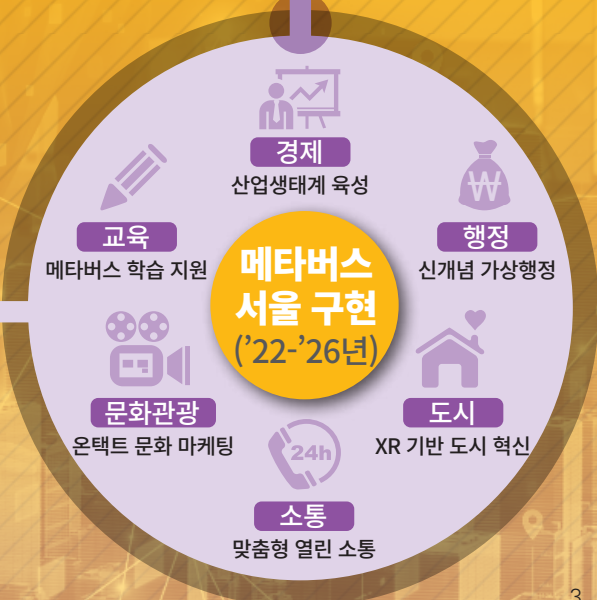 경제
산업생태계 육성
교육
메타버스 학습 지원
행정
신개념 가상행정
메타버스
서울 구현
('22-'26년)
문화관광
온택트 문화 마케팅
도시
XR 기반 도시 혁신
24h
소통
맞춤형 열린 소통
3